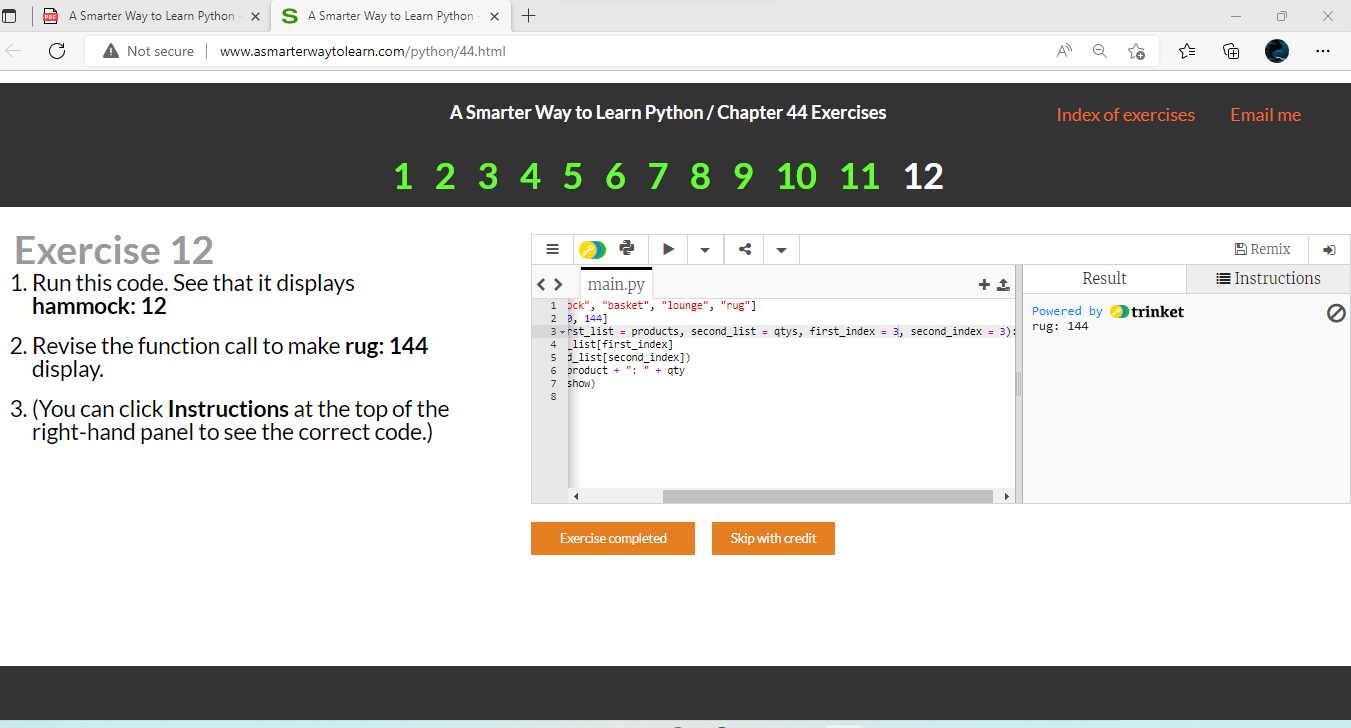 A Smarter Way to Learn Python -
A Smarter Way to Learn Python -
Not secure
www.asmarterwaytolearn.com/python/44.html
A Smarter Way to Learn Python / Chapter 44 Exercises
Index of exercises
Email me
1 2 3 4 5 6 7 8 9 10 11 12
Exercise 12
1. Run this code. See that it displays
hammock: 12
2. Revise the function call to make rug: 144
display.
3. (You can click Instructions at the top of the
right-hand panel to see the correct code.)
Remix
main.py
1 ock", "basket", "lounge", "rug"]
2 , 144]
3 rst_list = products, second_list = qtys, first_index = 3, second_index = 3):
4 _list[first_index]
5 d_list[second_index])
6 product + ": " + qty
7 show)
8
Result
Instructions
Powered by trinket
rug: 144
Exercise completed
Skip with credit